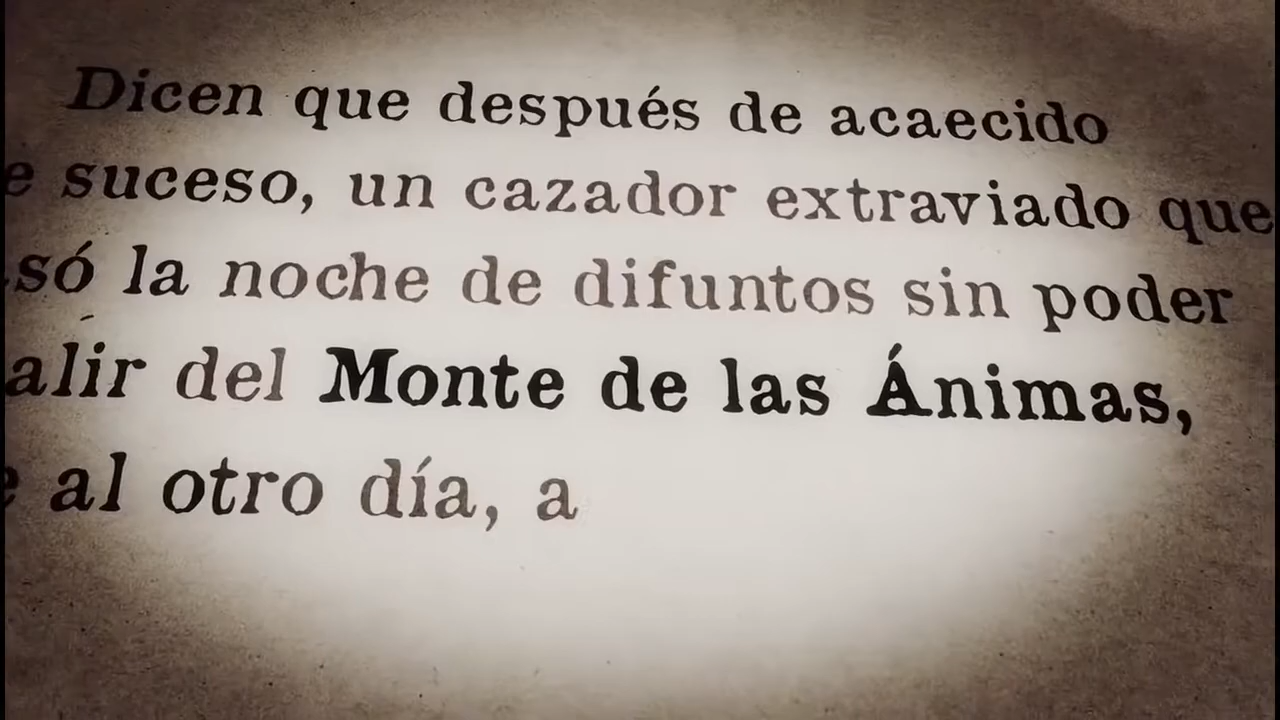 Dicen que después de acaecido
e suceso, un cazador extraviado que
só la noche de difuntos sin poder
alir del Monte de las Ánimas,
e al otro día, a